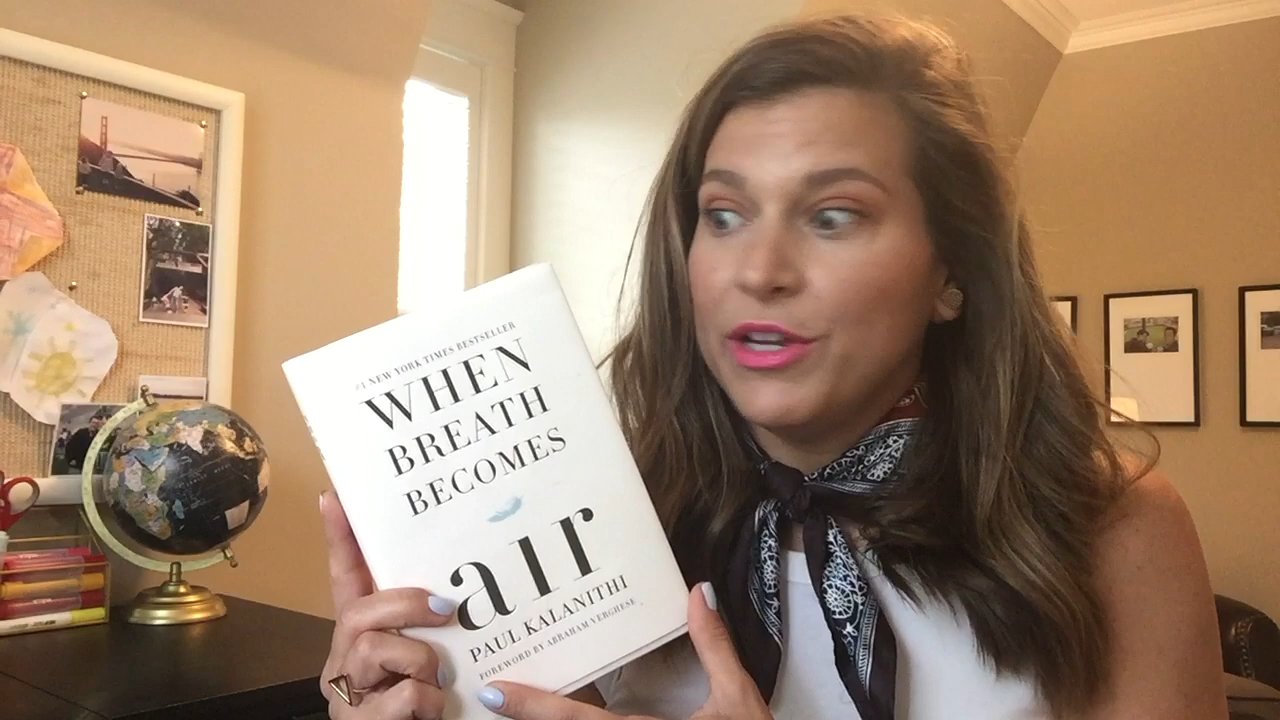 #1 NEW YORK TIMES BESTSELLER
WHEN
BREATH
BECOMES
air
PAUL KALANITHI
FOREWORD BY ABRAHAM VERGHESE